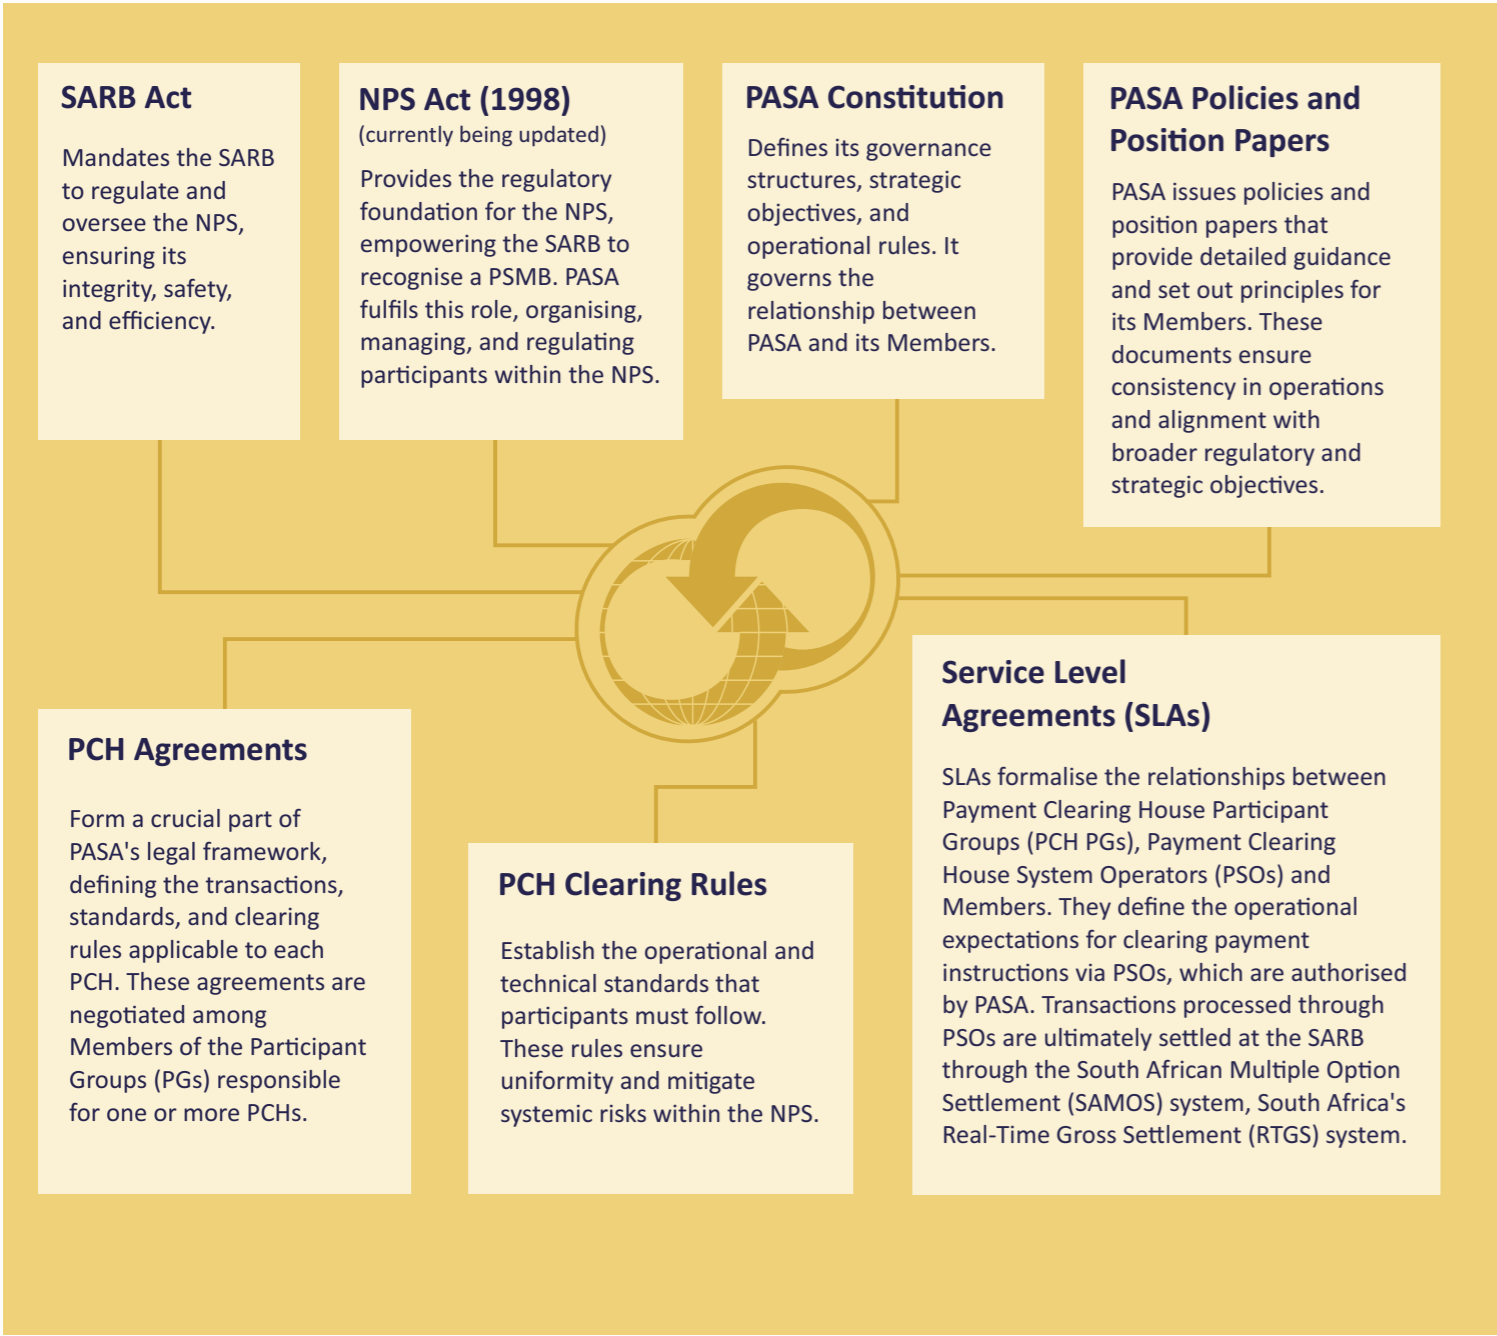 SARB Act
Mandates the SARB
to regulate and
oversee the NPS,
ensuring its
integrity, safety,
and efficiency.
NPS Act (1998)
(currently being updated)
Provides the regulatory
foundation for the NPS,
empowering the SARB to
recognise a PSMB. PASA
fulfils this role, organising,
managing, and regulating
participants within the NPS.
PASA Constitution
Defines its governance
structures, strategic
objectives, and
operational rules. It
governs the
relationship between
PASA and its Members.
PASA Policies and
Position Papers
PASA issues policies and
position papers that
provide detailed guidance
and set out principles for
its Members. These
documents ensure
consistency in operations
and alignment with
broader regulatory and
strategic objectives.
PCH Agreements
Form a crucial part of
PASA's legal framework,
defining the transactions,
standards, and clearing
rules applicable to each
PCH. These agreements are
negotiated among
Members of the Participant
Groups (PGs) responsible
for one or more PCHs.
PCH Clearing Rules
Establish the operational and
technical standards that
participants must follow.
These rules ensure
uniformity and mitigate
systemic risks within the NPS.
Service Level
Agreements (SLAs)
SLAs formalise the relationships between
Payment Clearing House Participant
Groups (PCH PGs), Payment Clearing
House System Operators (PSOs) and
Members. They define the operational
expectations for clearing payment
instructions via PSOs, which are authorised
by PASA. Transactions processed through
PSOs are ultimately settled at the SARB
through the South African Multiple Option
Settlement (SAMOS) system, South Africa's
Real-Time Gross Settlement (RTGS) system.